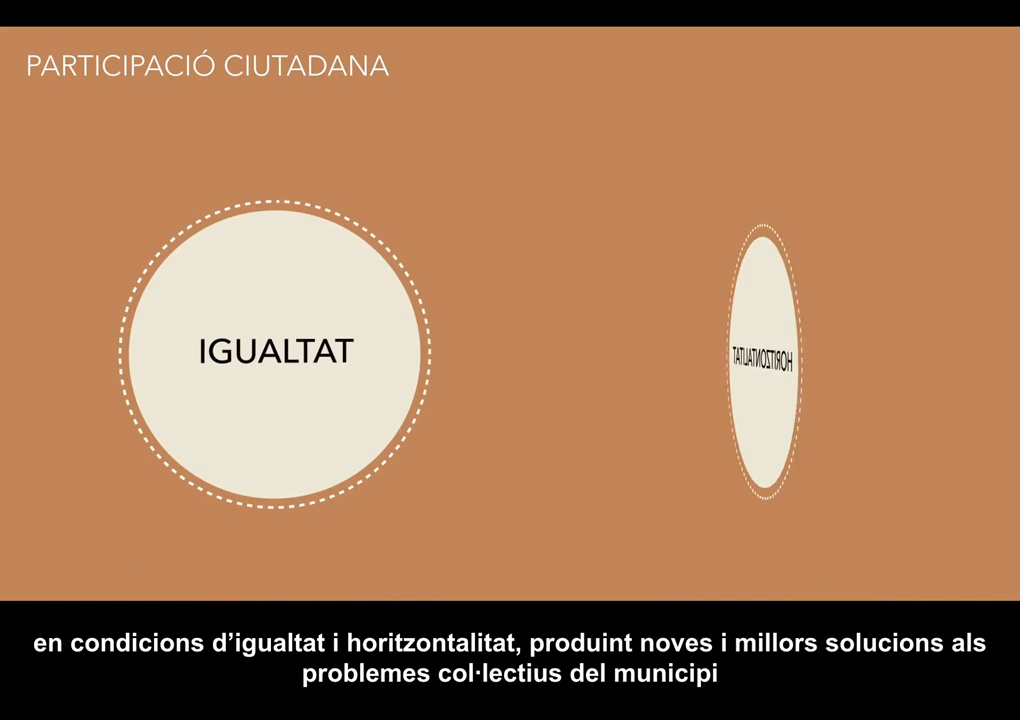 PARTICIPACIÓ CIUTADANA
IGUALTAT
HORITZONTALITAT
en condicions d’igualtat i horitzontalitat, produint noves i millors solucions als
problemes col·lectius del municipi